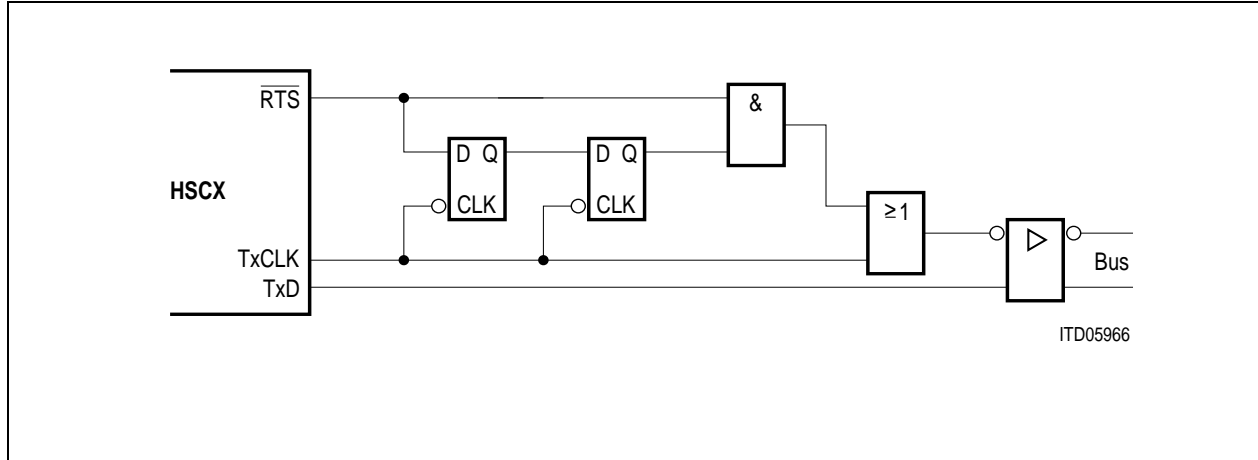 RTS
&
D Q
D Q
HSCX
CLK
CLK
≥1
TxCLK
Bus
TxD
ITD05966